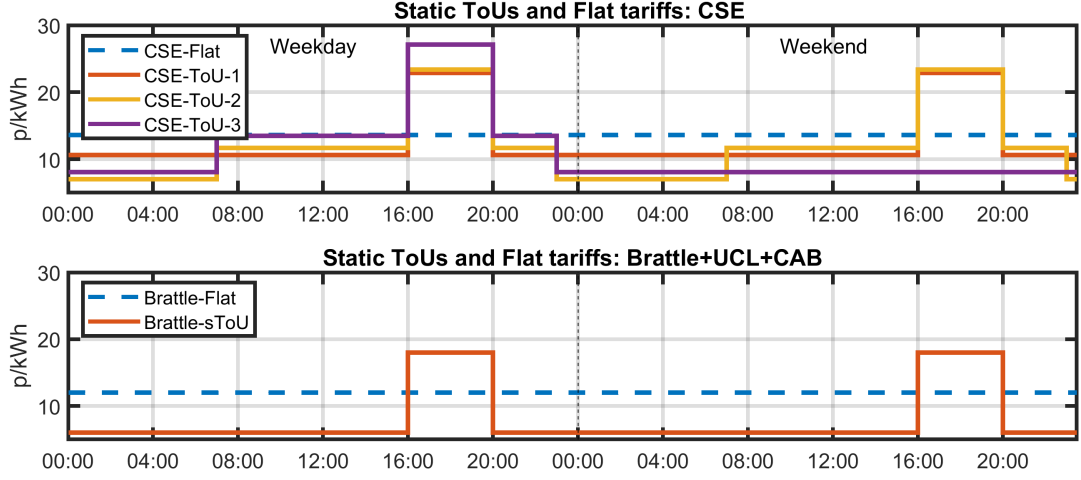 Static ToUs and Flat tariffs: CSE
30
20
10
p/kWh
CSE-Flat
CSE-ToU-1
CSE-ToU-2
CSE-ToU-3
Weekday
Weekend
00:00 04:00 08:00 12:00 16:00 20:00 00:00 04:00 08:00 12:00 16:00 20:00
Static ToUs and Flat tariffs: Brattle+UCL+CAB
30
20
10
p/kWh
Brattle-Flat
Brattle-sToU
00:00 04:00 08:00 12:00 16:00 20:00 00:00 04:00 08:00 12:00 16:00 20:00